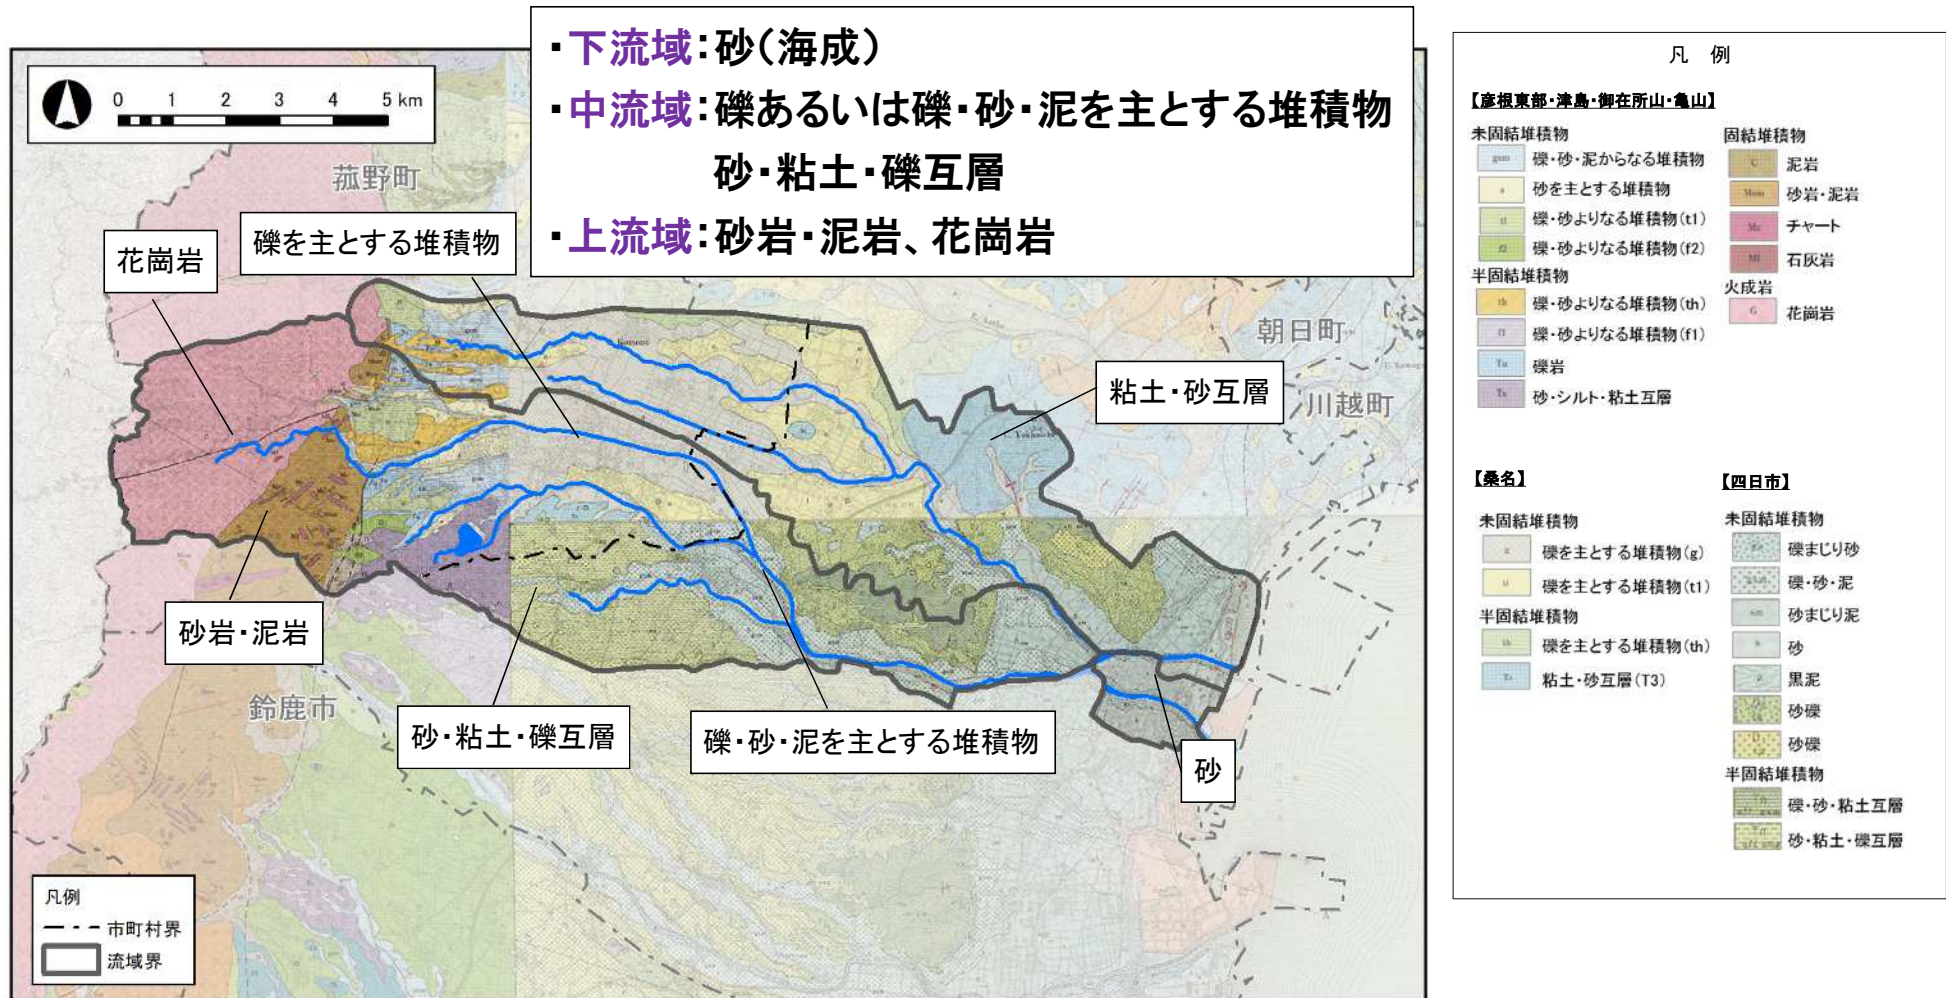 ・下流域：砂（海成）
・中流域：礫あるいは礫・砂・泥を主とする堆積物
砂・粘土・礫互層
・上流域：砂岩・泥岩、花崗岩
0 1 2 3 4 5 km
菰野町
花崗岩
礫を主とする堆積物
朝日町
粘土・砂互層
川越町
砂岩・泥岩
鈴鹿市
砂・粘土・礫互層
礫・砂・泥を主とする堆積物
砂
凡例
市町村界
流域界
凡 例
【彦根東部・津島・御在所山・亀山】
未固結堆積物
gsm 礫・砂・泥からなる堆積物
s 砂を主とする堆積物
t1 礫・砂よりなる堆積物(t1)
f2 礫・砂よりなる堆積物(f2)
半固結堆積物
th 礫・砂よりなる堆積物(th)
f1 礫・砂よりなる堆積物(f1)
礫岩
砂・シルト・粘土互層
固結堆積物
泥岩
砂岩・泥岩
チャート
石灰岩
火成岩
G 花崗岩
【桑名】
未固結堆積物
g 礫を主とする堆積物(g)
t1 礫を主とする堆積物(t1)
半固結堆積物
th 礫を主とする堆積物(th)
粘土・砂互層(T3)
【四日市】
未固結堆積物
礫まじり砂
礫・砂・泥
砂まじり泥
砂
黒泥
砂礫
砂礫
半固結堆積物
礫・砂・粘土互層
砂・粘土・礫互層